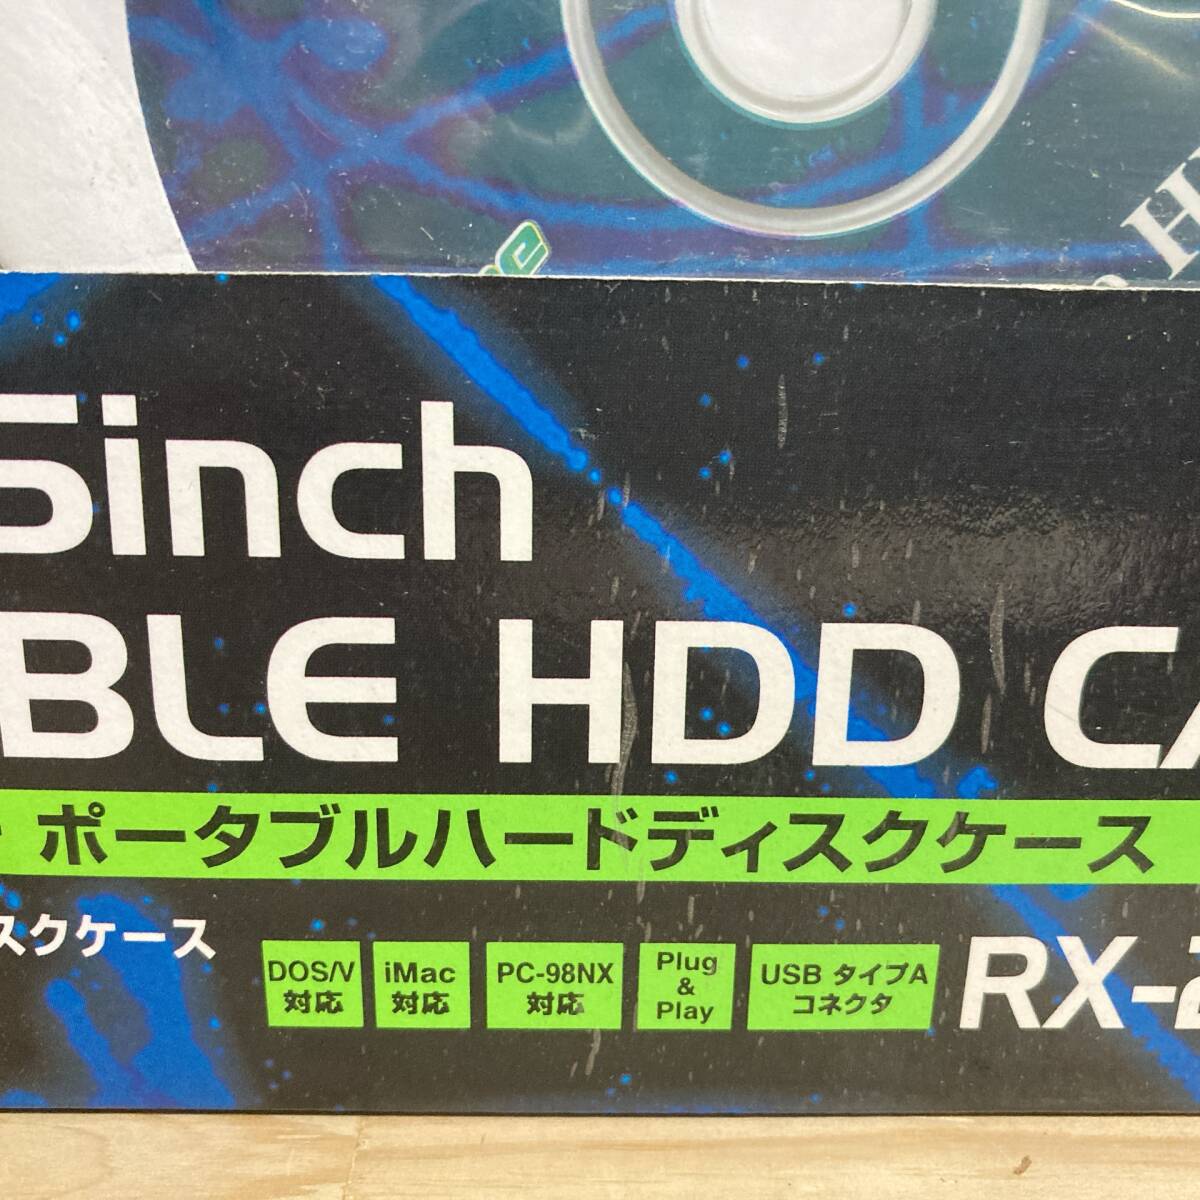 5inch
BLE HDD CA
ポータブルハードディスクケース
スクケース
DOS/V
対応
iMac
対応
PC-98NX
対応
Plug
&
Play
USB タイプA
コネクタ
RX-2